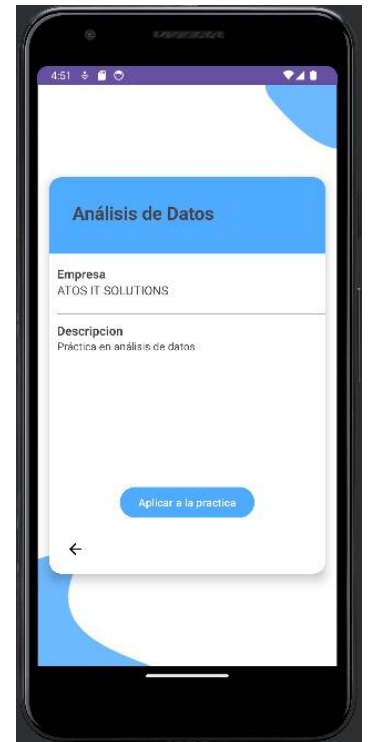 4:51
Análisis de Datos
Empresa
ATOS IT SOLUTIONS
Descripcion
Práctica en análisis de datos
Aplicar a la practica